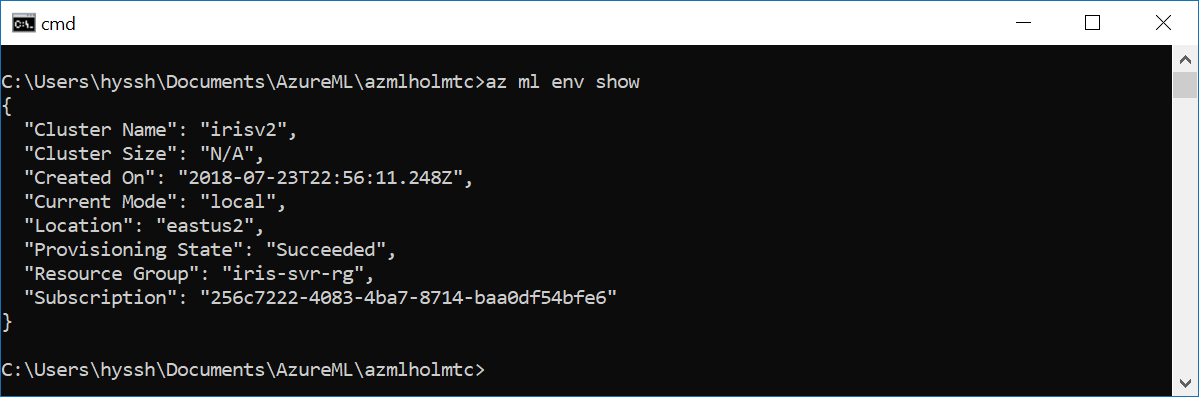 cmd
C:\Users\hyssh\Documents\AzureML\azmlholmtc>az ml env show
{
  "Cluster Name": "irisv2",
  "Cluster Size": "N/A",
  "Created On": "2018-07-23T22:56:11.248Z",
  "Current Mode": "local",
  "Location": "eastus2",
  "Provisioning State": "Succeeded",
  "Resource Group": "iris-svr-rg",
  "Subscription": "256c7222-4083-4ba7-8714-baa0df54bfe6"
}
C:\Users\hyssh\Documents\AzureML\azmlholmtc>